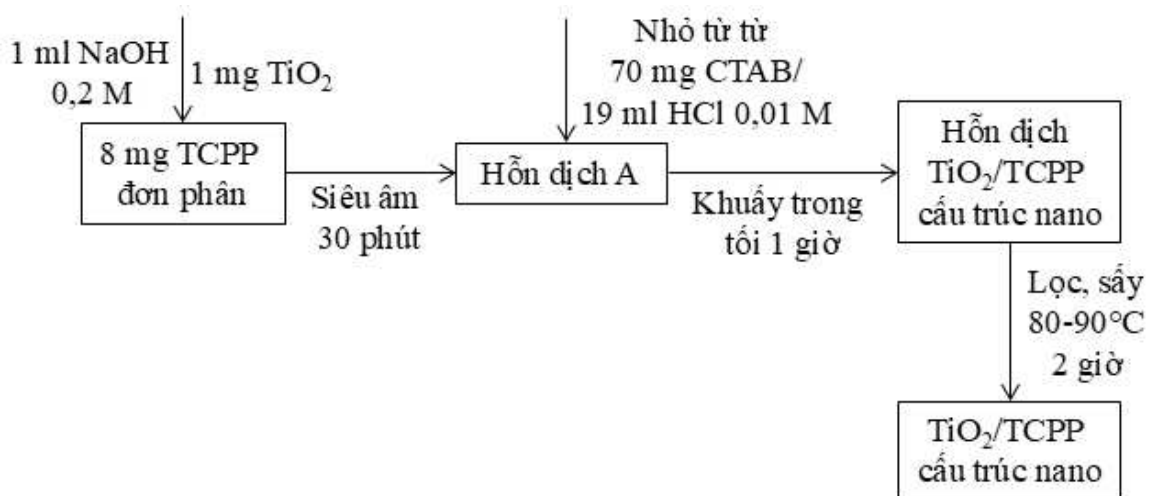 1 ml NaOH
0,2 M
1 mg TiO₂
8 mg TCPP
đơn phân
Siêu âm
30 phút
Nhỏ từ từ
70 mg CTAB/
19 ml HCl 0,01 M
Hỗn dịch A
Khuấy trong
tối 1 giờ
Hỗn dịch
TiO₂/TCPP
cấu trúc nano
Lọc, sấy
80-90°C
2 giờ
TiO₂/TCPP
cấu trúc nano